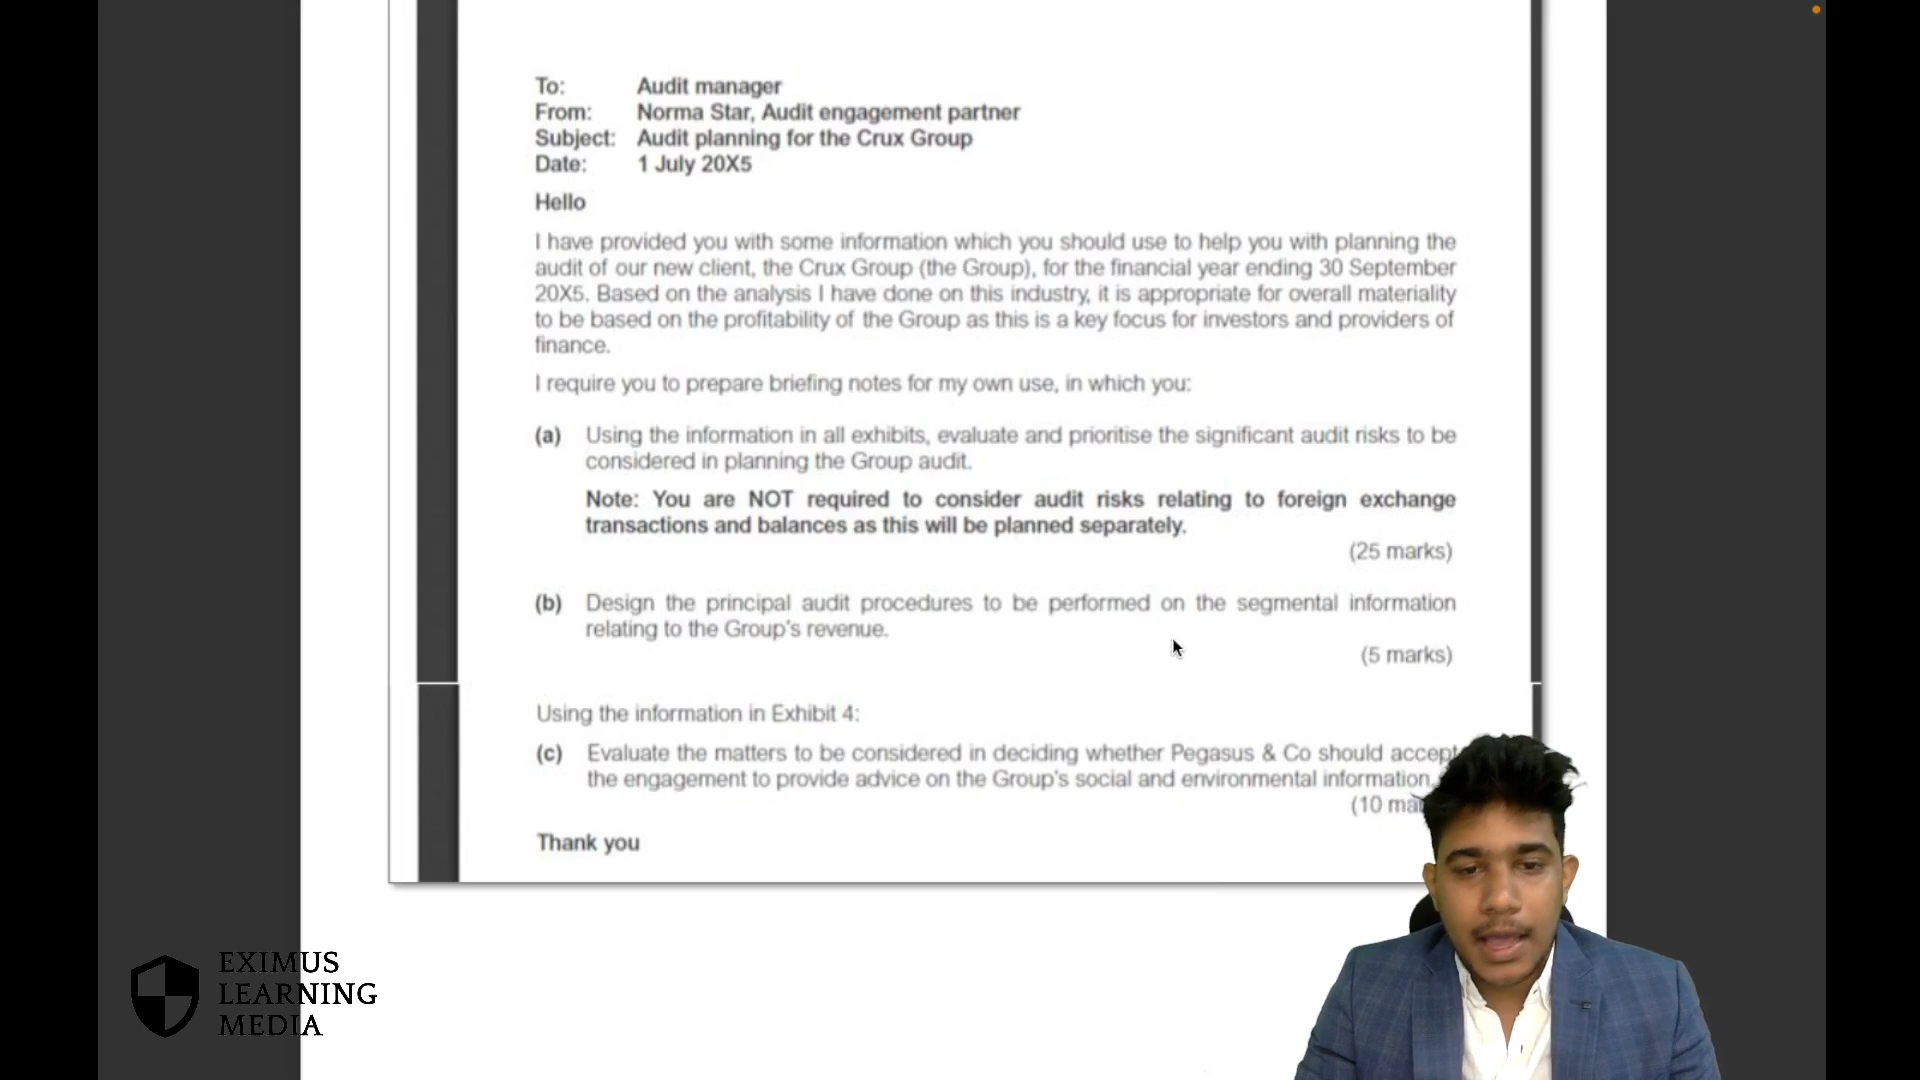 To: Audit manager
From: Norma Star, Audit engagement partner
Subject: Audit planning for the Crux Group
Date: 1 July 20X5
Hello
I have provided you with some information which you should use to help you with planning the
audit of our new client, the Crux Group (the Group), for the financial year ending 30 September
20X5. Based on the analysis I have done on this industry, it is appropriate for overall materiality
to be based on the profitability of the Group as this is a key focus for investors and providers of
finance.
I require you to prepare briefing notes for my own use, in which you:
(a) Using the information in all exhibits, evaluate and prioritise the significant audit risks to be
considered in planning the Group audit.
Note: You are NOT required to consider audit risks relating to foreign exchange
transactions and balances as this will be planned separately.
(25 marks)
(b) Design the principal audit procedures to be performed on the segmental information
relating to the Group's revenue.
(5 marks)
Using the information in Exhibit 4:
(c) Evaluate the matters to be considered in deciding whether Pegasus & Co should accept
the engagement to provide advice on the Group's social and environmental information.
(10
Thank you
EXIMUS
LEARNING
MEDIA